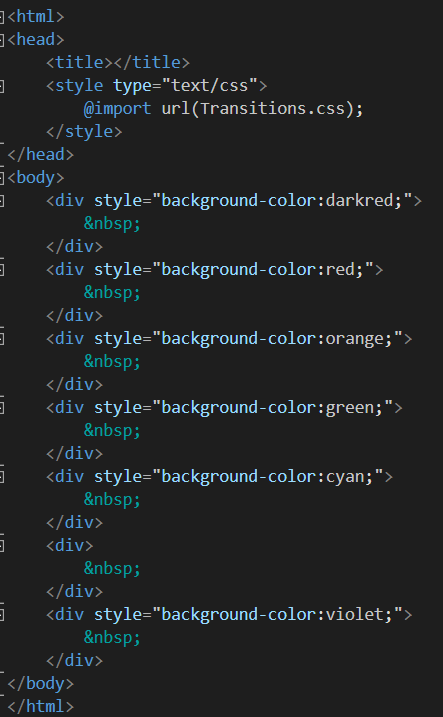 <html>
<head>
<title></title>
<style type="text/css">
@import url(Transitions.css);
</style>
</head>
<body>
<div style="background-color:darkred;">
&nbsp;
</div>
<div style="background-color:red;">
&nbsp;
</div>
<div style="background-color:orange;">
&nbsp;
</div>
<div style="background-color:green;">
&nbsp;
</div>
<div style="background-color:cyan;">
&nbsp;
</div>
<div>
&nbsp;
</div>
<div style="background-color:violet;">
&nbsp;
</div>
</body>
</html>